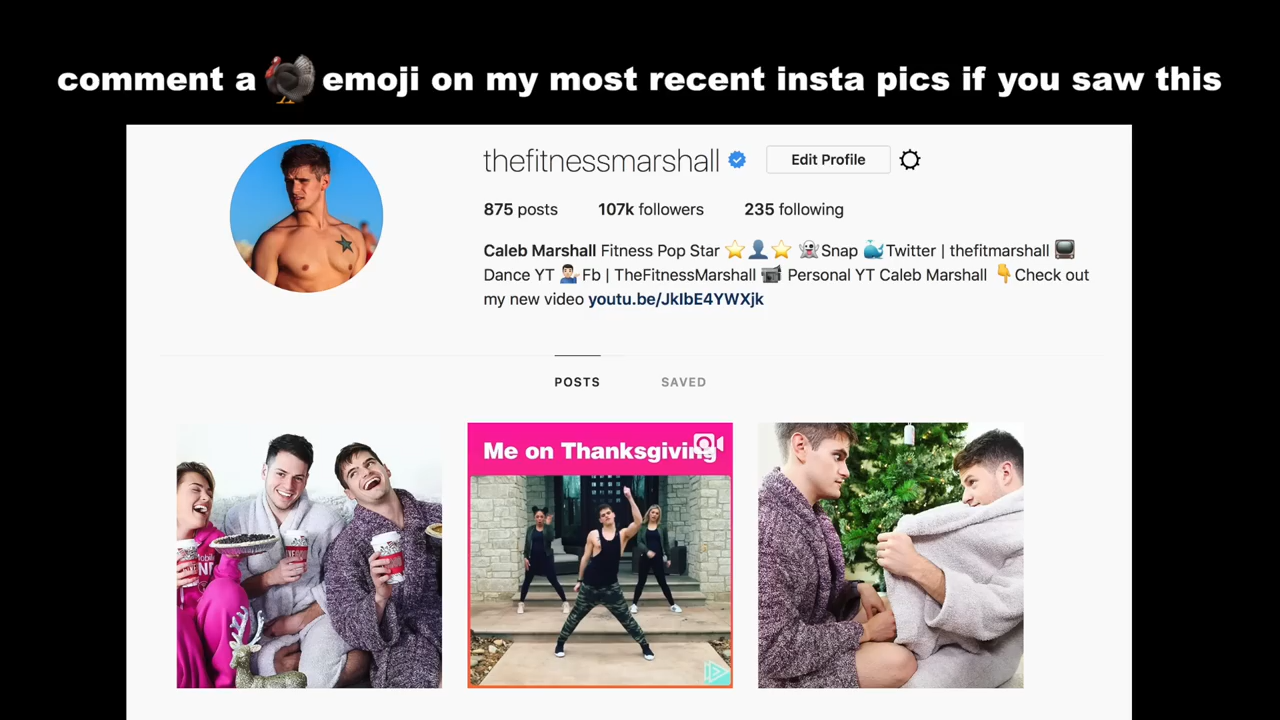 comment a 🦃 emoji on my most recent insta pics if you saw this
thefitnessmarshall Edit Profile
875 posts 107k followers 235 following
Caleb Marshall Fitness Pop Star ⭐👤⭐ 👻Snap 🐳Twitter | thefitmarshall 📺
Dance YT 💁🏻‍♂️Fb | TheFitnessMarshall 📹 Personal YT Caleb Marshall 👇Check out
my new video youtu.be/JkIbE4YWXjk
POSTS SAVED
Me on Thanksgiving